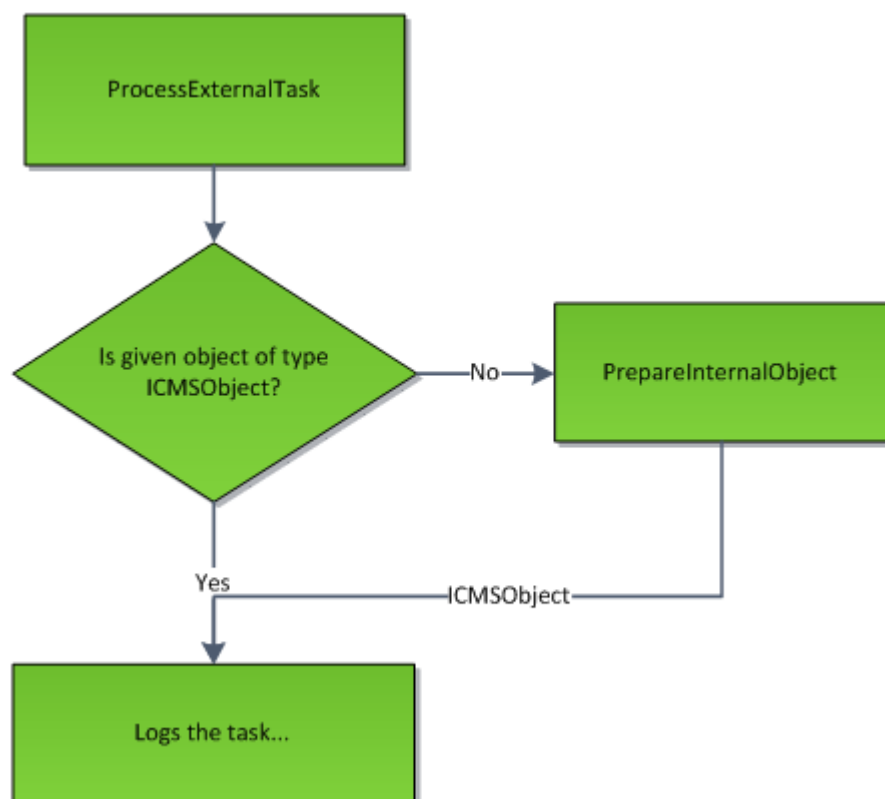 ProcessExternalTask
Is given object of type
ICMSObject?
No
PrepareInternalObject
Yes
ICMSObject
Logs the task...